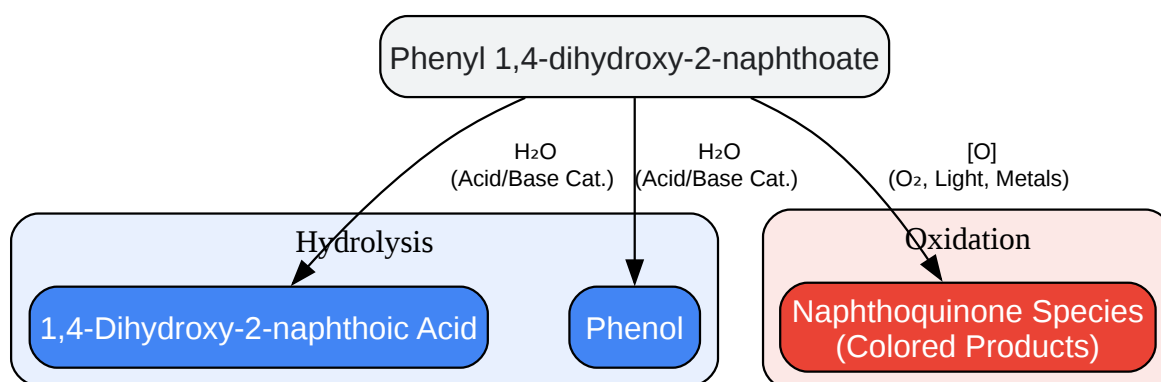 Phenyl 1,4-dihydroxy-2-naphthoate
H₂O
(Acid/Base Cat.)
H₂O
(Acid/Base Cat.)
[O]
(O₂, Light, Metals)
Hydrolysis
Oxidation
1,4-Dihydroxy-2-naphthoic Acid
Phenol
Naphthoquinone Species
(Colored Products)